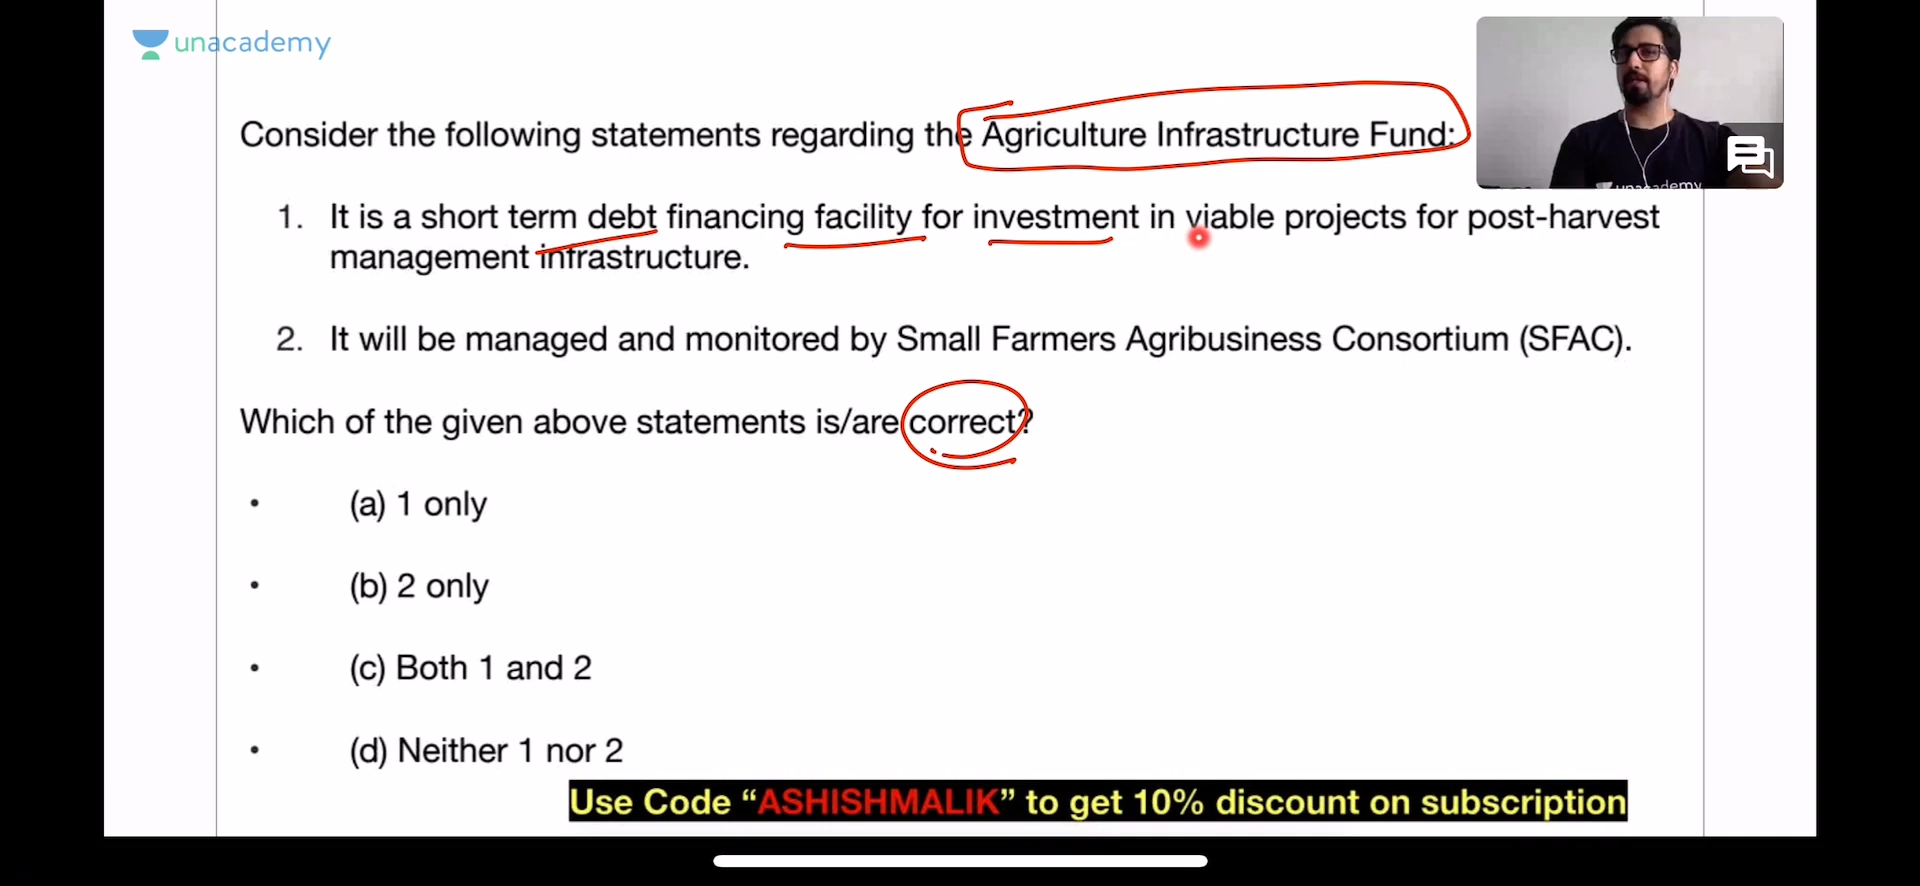 unacademy
Consider the following statements regarding the Agriculture Infrastructure Fund:
1. It is a short term debt financing facility for investment in viable projects for post-harvest
management infrastructure.
2. It will be managed and monitored by Small Farmers Agribusiness Consortium (SFAC).
Which of the given above statements is/are correct?
• (a) 1 only
• (b) 2 only
• (c) Both 1 and 2
• (d) Neither 1 nor 2
Use Code “ASHISHMALIK” to get 10% discount on subscription
unacademy